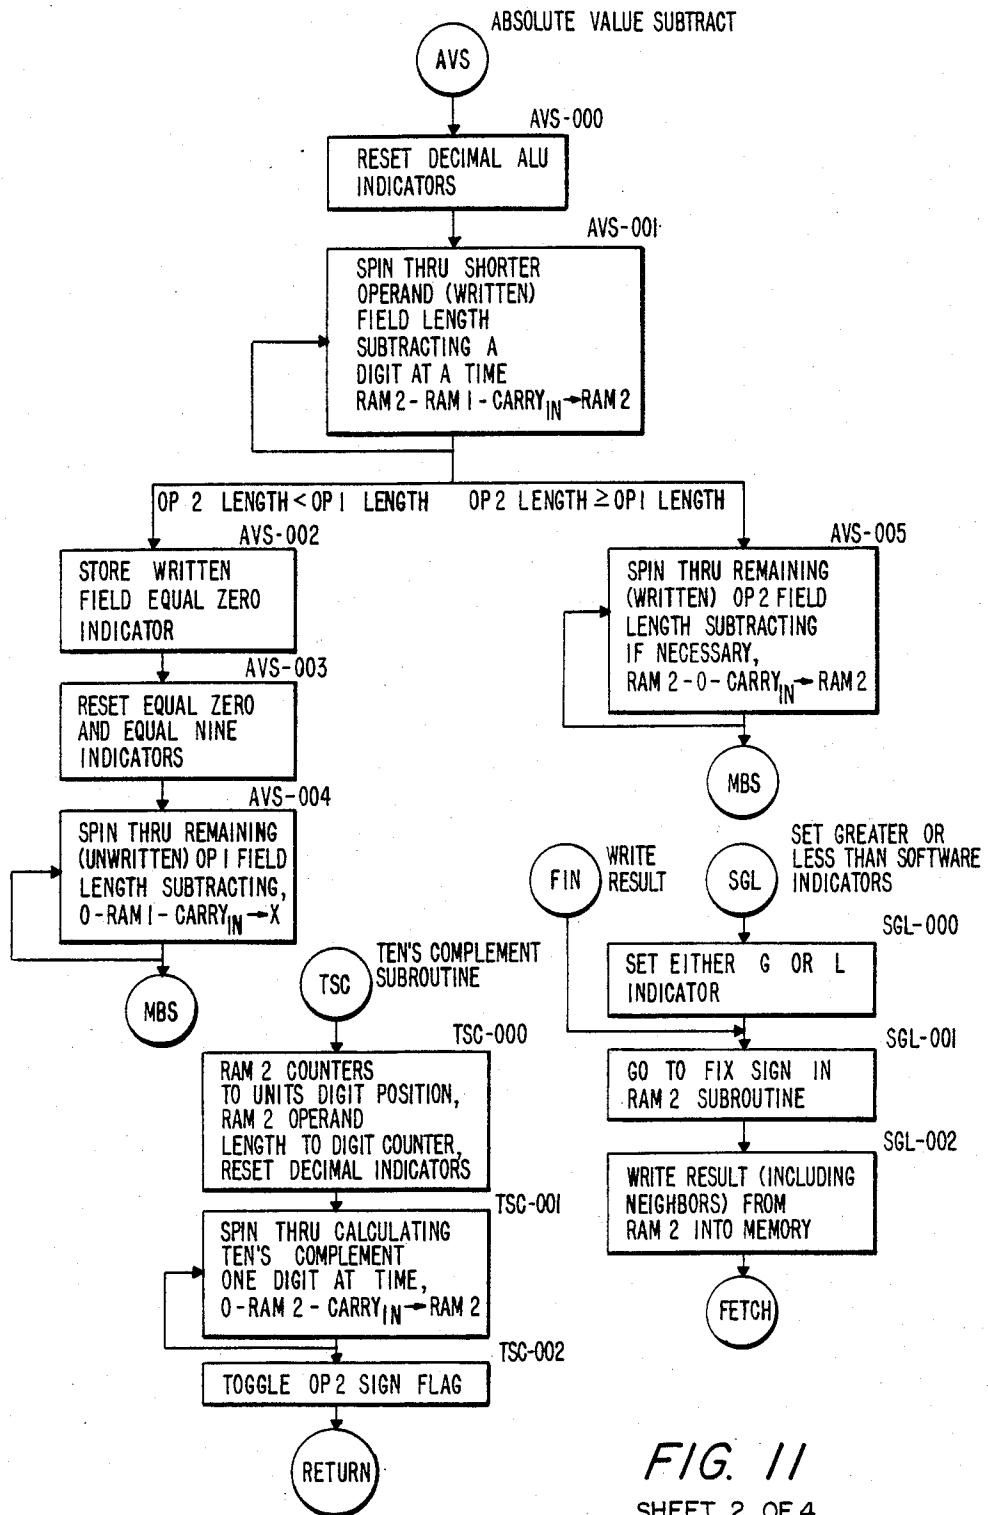 ABSOLUTE VALUE SUBTRACT
AVS
AVS-000
RESET DECIMAL ALU
INDICATORS
AVS-001
SPIN THRU SHORTER
OPERAND (WRITTEN)
FIELD LENGTH
SUBTRACTING A
DIGIT AT A TIME
RAM 2 - RAM 1 - CARRY IN → RAM 2
OP 2 LENGTH < OP 1 LENGTH
OP 2 LENGTH ≥ OP 1 LENGTH
AVS-002
STORE WRITTEN
FIELD EQUAL ZERO
INDICATOR
AVS-003
RESET EQUAL ZERO
AND EQUAL NINE
INDICATORS
AVS-004
SPIN THRU REMAINING
(UNWRITTEN) OP 1 FIELD
LENGTH SUBTRACTING,
0 - RAM 1 - CARRY IN → X
MBS
AVS-005
SPIN THRU REMAINING
(WRITTEN) OP 2 FIELD
LENGTH SUBTRACTING
IF NECESSARY,
RAM 2 - 0 - CARRY IN → RAM 2
MBS
TSC
TEN'S COMPLEMENT
SUBROUTINE
TSC-000
RAM 2 COUNTERS
TO UNITS DIGIT POSITION,
RAM 2 OPERAND
LENGTH TO DIGIT COUNTER,
RESET DECIMAL INDICATORS
TSC-001
SPIN THRU CALCULATING
TEN'S COMPLEMENT
ONE DIGIT AT TIME,
0 - RAM 2 - CARRY IN → RAM 2
TSC-002
TOGGLE OP 2 SIGN FLAG
RETURN
FIN
WRITE
RESULT
SGL
SET GREATER OR
LESS THAN SOFTWARE
INDICATORS
SGL-000
SET EITHER G OR L
INDICATOR
SGL-001
GO TO FIX SIGN IN
RAM 2 SUBROUTINE
SGL-002
WRITE RESULT (INCLUDING
NEIGHBORS) FROM
RAM 2 INTO MEMORY
FETCH
FIG. 11
SHEET 2 OF 4